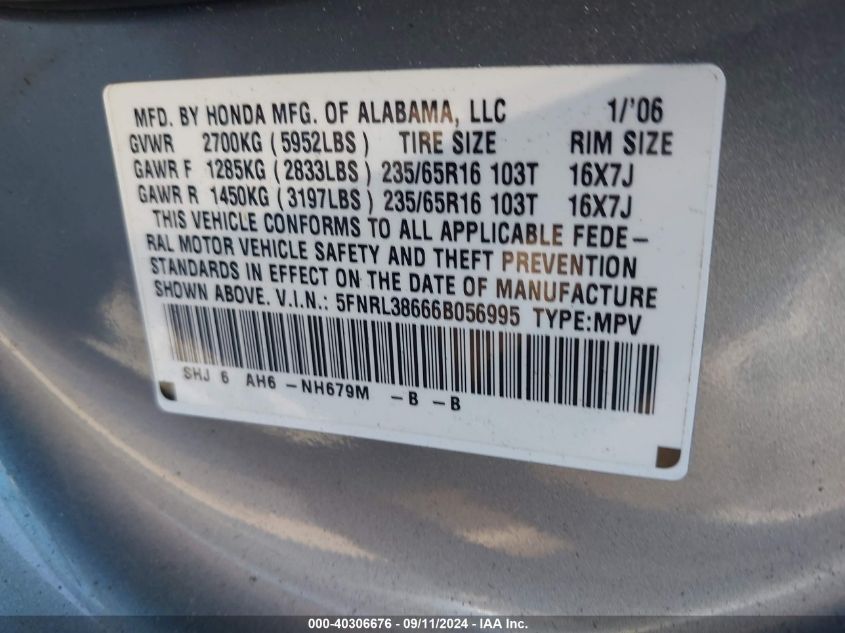 MFD. BY HONDA MFG. OF ALABAMA, LLC 1/'06
GVWR 2700KG (5952LBS) TIRE SIZE RIM SIZE
GAWR F 1285KG (2833LBS) 235/65R16 103T 16X7J
GAWR R 1450KG (3197LBS) 235/65R16 103T 16X7J
THIS VEHICLE CONFORMS TO ALL APPLICABLE FEDE-
RAL MOTOR VEHICLE SAFETY AND THEFT PREVENTION
STANDARDS IN EFFECT ON THE DATE OF MANUFACTURE
SHOWN ABOVE. V.I.N.: 5FNRL38666B056995 TYPE:MPV
SHJ 6 AH6 -NH679M -B -B
000-40306676 - 09/11/2024 - IAA Inc.